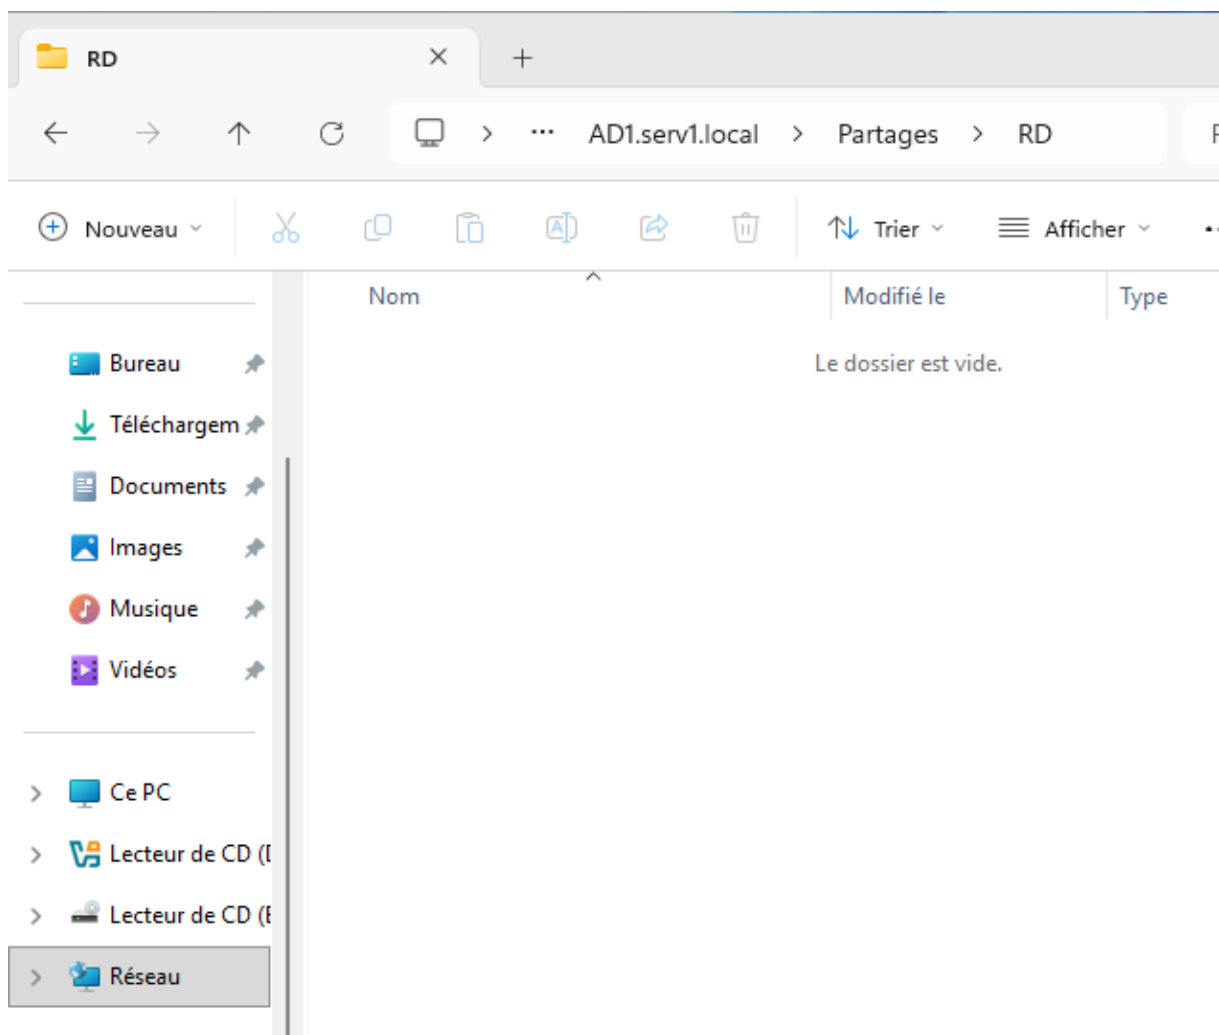 RD
AD1.serv1.local > Partages > RD
Nouveau
Trier
Afficher
Nom
Modifié le
Type
Le dossier est vide.
Bureau
Téléchargem
Documents
Images
Musique
Vidéos
Ce PC
Lecteur de CD (
Lecteur de CD (
Réseau